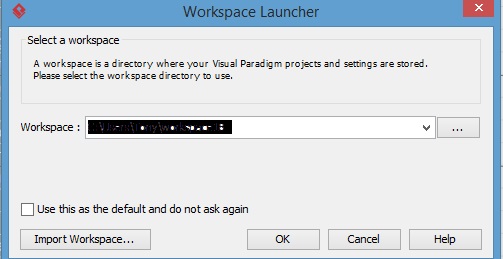 Workspace Launcher
Select a workspace
A workspace is a directory where your Visual Paradigm projects and settings are stored.
Please select the workspace directory to use.
Workspace :
...
Use this as the default and do not ask again
Import Workspace...
OK
Cancel
Help